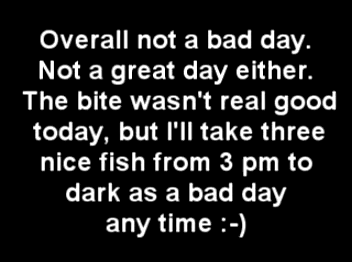 Overall not a bad day.
Not a great day either.
The bite wasn't real good
today, but I'll take three
nice fish from 3 pm to
dark as a bad day
any time :-)